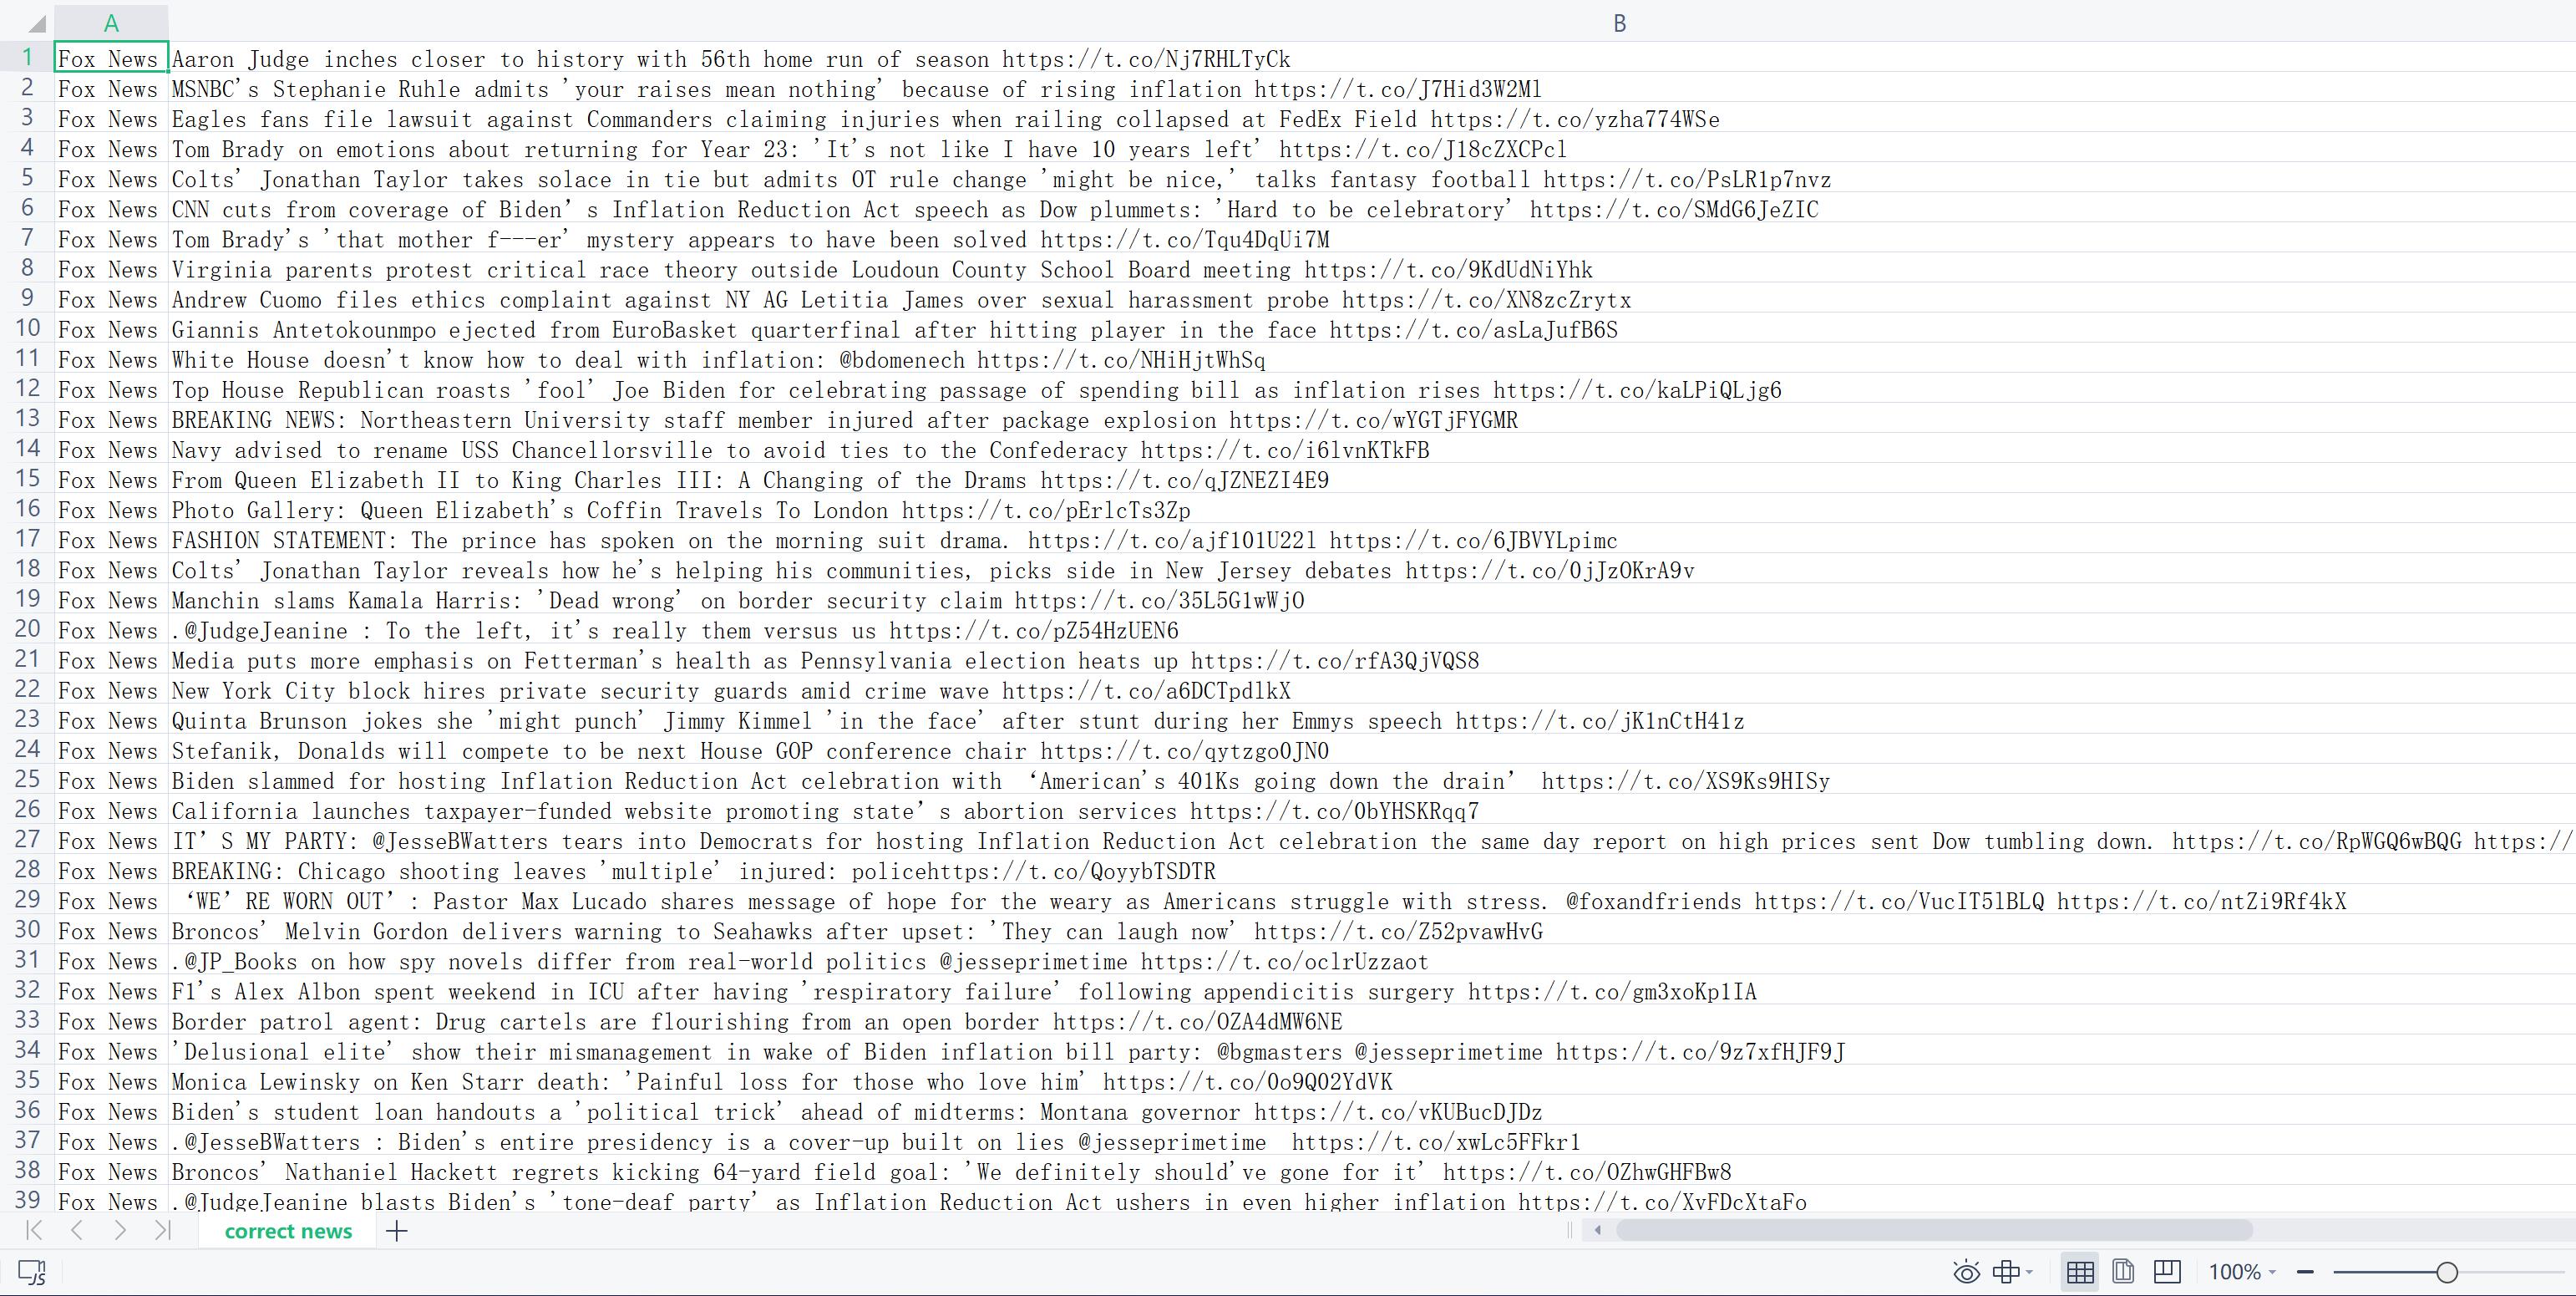 A B
1 Fox News Aaron Judge inches closer to history with 56th home run of season https://t.co/Nj7RHLTyCk
2 Fox News MSNBC's Stephanie Ruhle admits 'your raises mean nothing' because of rising inflation https://t.co/J7Hid3W2Ml
3 Fox News Eagles fans file lawsuit against Commanders claiming injuries when railing collapsed at FedEx Field https://t.co/yzha774WSe
4 Fox News Tom Brady on emotions about returning for Year 23: 'It's not like I have 10 years left' https://t.co/J18cZXCPcl
5 Fox News Colts' Jonathan Taylor takes solace in tie but admits OT rule change 'might be nice,' talks fantasy football https://t.co/PsLR1p7nvz
6 Fox News CNN cuts from coverage of Biden’s Inflation Reduction Act speech as Dow plummets: 'Hard to be celebratory' https://t.co/SMdG6JeZIC
7 Fox News Tom Brady's 'that mother f---er' mystery appears to have been solved https://t.co/Tqu4DqUi7M
8 Fox News Virginia parents protest critical race theory outside Loudoun County School Board meeting https://t.co/9KdUdNiYhk
9 Fox News Andrew Cuomo files ethics complaint against NY AG Letitia James over sexual harassment probe https://t.co/XN8zcZrytx
10 Fox News Giannis Antetokounmpo ejected from EuroBasket quarterfinal after hitting player in the face https://t.co/asLaJufB6S
11 Fox News White House doesn't know how to deal with inflation: @bdomenech https://t.co/NHiHjtWhSq
12 Fox News Top House Republican roasts 'fool' Joe Biden for celebrating passage of spending bill as inflation rises https://t.co/kaLPiQLjg6
13 Fox News BREAKING NEWS: Northeastern University staff member injured after package explosion https://t.co/wYGTjFYGMR
14 Fox News Navy advised to rename USS Chancellorsville to avoid ties to the Confederacy https://t.co/i6lvnKTkFB
15 Fox News From Queen Elizabeth II to King Charles III: A Changing of the Drams https://t.co/qJZNEZI4E9
16 Fox News Photo Gallery: Queen Elizabeth's Coffin Travels To London https://t.co/pErlcTs3Zp
17 Fox News FASHION STATEMENT: The prince has spoken on the morning suit drama. https://t.co/ajf101U22l https://t.co/6JBVYLpimc
18 Fox News Colts' Jonathan Taylor reveals how he's helping his communities, picks side in New Jersey debates https://t.co/0jJzOKrA9v
19 Fox News Manchin slams Kamala Harris: 'Dead wrong' on border security claim https://t.co/35L5G1wWjO
20 Fox News .@JudgeJeanine : To the left, it's really them versus us https://t.co/pZ54HzUEN6
21 Fox News Media puts more emphasis on Fetterman's health as Pennsylvania election heats up https://t.co/rfA3QjVQS8
22 Fox News New York City block hires private security guards amid crime wave https://t.co/a6DCTpdlkX
23 Fox News Quinta Brunson jokes she 'might punch' Jimmy Kimmel 'in the face' after stunt during her Emmys speech https://t.co/jK1nCtH41z
24 Fox News Stefanik, Donalds will compete to be next House GOP conference chair https://t.co/qytzgo0JNO
25 Fox News Biden slammed for hosting Inflation Reduction Act celebration with ‘American's 401Ks going down the drain’ https://t.co/XS9Ks9HISy
26 Fox News California launches taxpayer-funded website promoting state’s abortion services https://t.co/0bYHSKRqq7
27 Fox News IT’S MY PARTY: @JesseBWatters tears into Democrats for hosting Inflation Reduction Act celebration the same day report on high prices sent Dow tumbling down. https://t.co/RpWGQ6wBQG https://
28 Fox News BREAKING: Chicago shooting leaves 'multiple' injured: policehttps://t.co/QoyybTSDTR
29 Fox News ‘WE’RE WORN OUT’: Pastor Max Lucado shares message of hope for the weary as Americans struggle with stress. @foxandfriends https://t.co/VucIT5lBLQ https://t.co/ntZi9Rf4kX
30 Fox News Broncos' Melvin Gordon delivers warning to Seahawks after upset: 'They can laugh now' https://t.co/Z52pvawHvG
31 Fox News .@JP_Books on how spy novels differ from real-world politics @jesseprimetime https://t.co/oclrUzzaot
32 Fox News F1's Alex Albon spent weekend in ICU after having 'respiratory failure' following appendicitis surgery https://t.co/gm3xoKp1IA
33 Fox News Border patrol agent: Drug cartels are flourishing from an open border https://t.co/OZA4dMW6NE
34 Fox News 'Delusional elite' show their mismanagement in wake of Biden inflation bill party: @bgmasters @jesseprimetime https://t.co/9z7xfHJF9J
35 Fox News Monica Lewinsky on Ken Starr death: 'Painful loss for those who love him' https://t.co/0o9Q02YdVK
36 Fox News Biden's student loan handouts a 'political trick' ahead of midterms: Montana governor https://t.co/vKUBucDJDz
37 Fox News .@JesseBWatters : Biden's entire presidency is a cover-up built on lies @jesseprimetime https://t.co/xwLc5FFkr1
38 Fox News Broncos' Nathaniel Hackett regrets kicking 64-yard field goal: 'We definitely should've gone for it' https://t.co/OZhwGHFBw8
39 Fox News .@JudgeJeanine blasts Biden's 'tone-deaf party' as Inflation Reduction Act ushers in even higher inflation https://t.co/XvFDcXtaFo
correct news
JS 100%